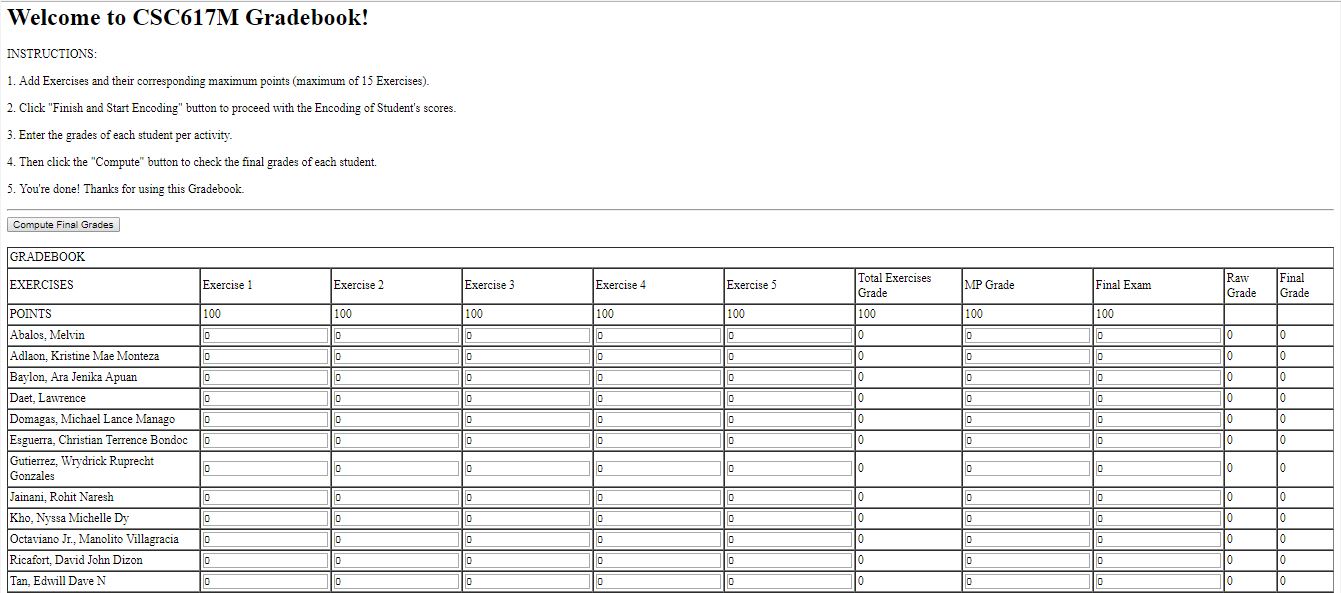 Welcome to CSC617M Gradebook!
INSTRUCTIONS:
1. Add Exercises and their corresponding maximum points (maximum of 15 Exercises).
2. Click "Finish and Start Encoding" button to proceed with the Encoding of Student's scores.
3. Enter the grades of each student per activity.
4. Then click the "Compute" button to check the final grades of each student.
5. You're done! Thanks for using this Gradebook.
Compute Final Grades
GRADEBOOK
EXERCISES Exercise 1 Exercise 2 Exercise 3 Exercise 4 Exercise 5 Total Exercises Grade MP Grade Final Exam Raw Grade Final Grade
POINTS 100 100 100 100 100 100 100 100
Abalos, Melvin 0 0 0 0 0 0 0 0 0 0
Adlaon, Kristine Mae Monteza 0 0 0 0 0 0 0 0 0 0
Baylon, Ara Jenika Apuan 0 0 0 0 0 0 0 0 0 0
Daet, Lawrence 0 0 0 0 0 0 0 0 0 0
Domagas, Michael Lance Manago 0 0 0 0 0 0 0 0 0 0
Esguerra, Christian Terrence Bondoc 0 0 0 0 0 0 0 0 0 0
Gutierrez, Wrydrick Ruprecht Gonzales 0 0 0 0 0 0 0 0 0 0
Jainani, Rohit Naresh 0 0 0 0 0 0 0 0 0 0
Kho, Nyssa Michelle Dy 0 0 0 0 0 0 0 0 0 0
Octaviano Jr., Manolito Villagracia 0 0 0 0 0 0 0 0 0 0
Ricafort, David John Dizon 0 0 0 0 0 0 0 0 0 0
Tan, Edwill Dave N 0 0 0 0 0 0 0 0 0 0